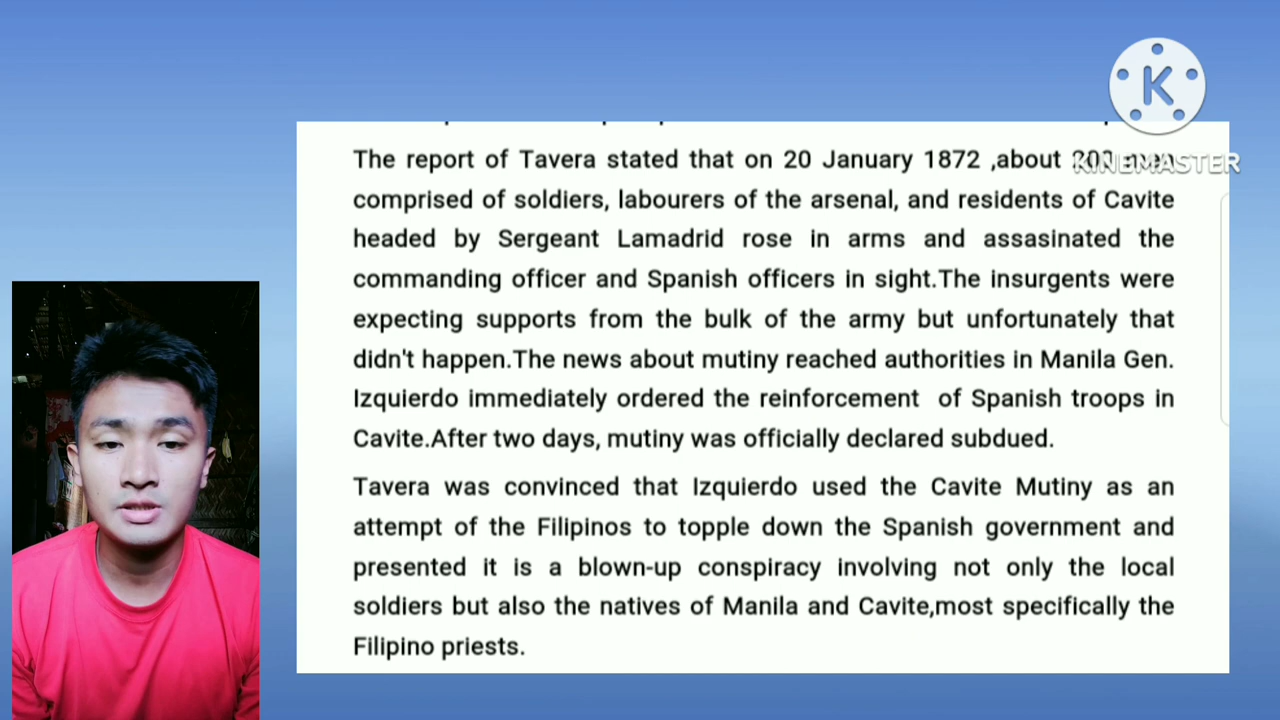 The report of Tavera stated that on 20 January 1872 ,about 200 men
KINEMASTER
comprised of soldiers, labourers of the arsenal, and residents of Cavite
headed by Sergeant Lamadrid rose in arms and assasinated the
commanding officer and Spanish officers in sight.The insurgents were
expecting supports from the bulk of the army but unfortunately that
didn't happen.The news about mutiny reached authorities in Manila Gen.
Izquierdo immediately ordered the reinforcement of Spanish troops in
Cavite.After two days, mutiny was officially declared subdued.
Tavera was convinced that Izquierdo used the Cavite Mutiny as an
attempt of the Filipinos to topple down the Spanish government and
presented it is a blown-up conspiracy involving not only the local
soldiers but also the natives of Manila and Cavite,most specifically the
Filipino priests.